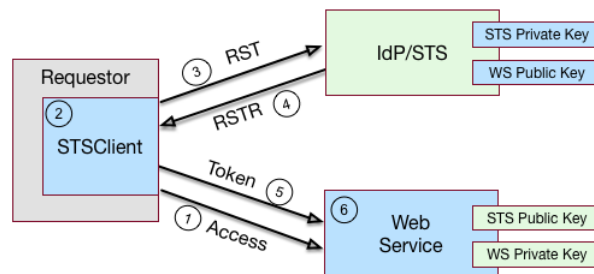 3
RST
IdP/STS
STS Private Key
WS Public Key
Requestor
2
STSClient
RSTR
4
Token
5
1
Access
6
Web
Service
STS Public Key
WS Private Key